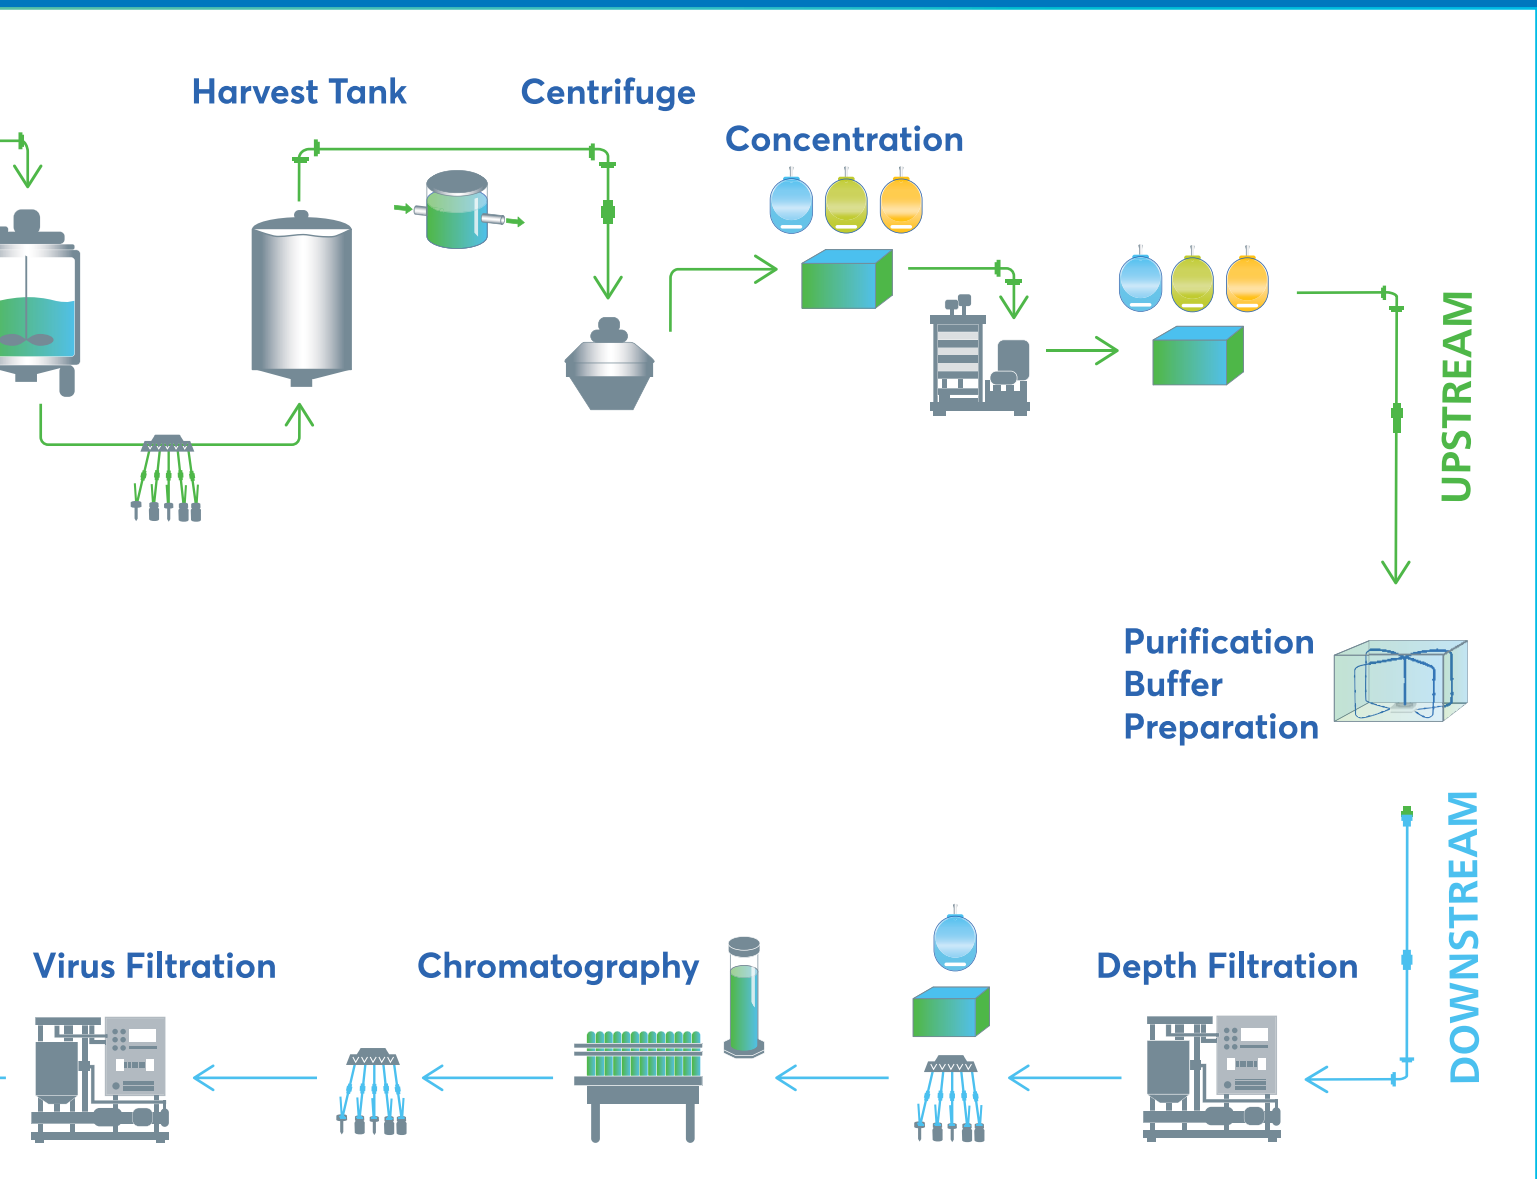 Harvest Tank
Centrifuge
Concentration
UPSTREAM
Purification
Buffer
Preparation
DOWNSTREAM
Virus Filtration
Chromatography
Depth Filtration